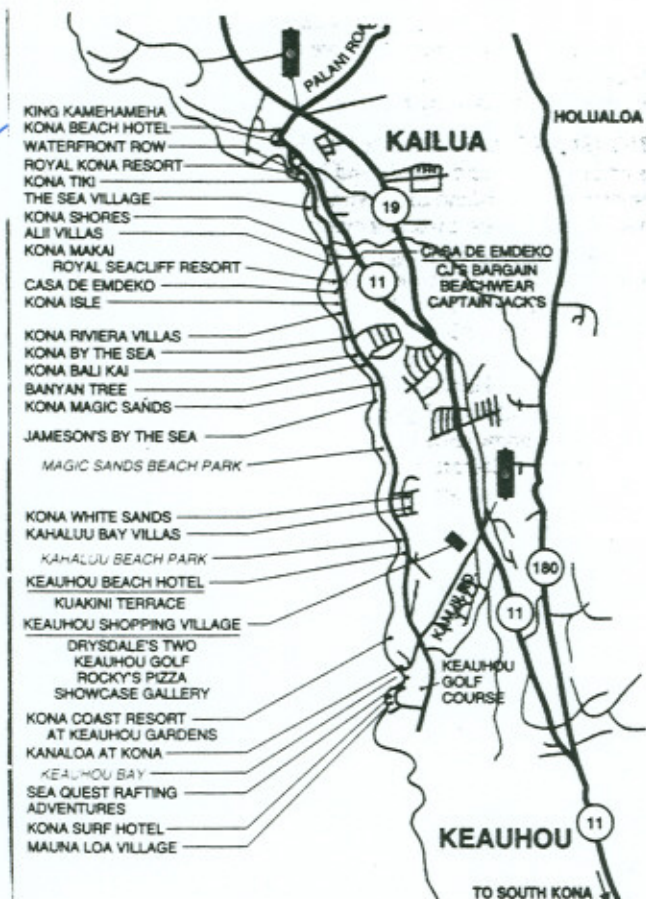 PALANI ROAD
HOLUALOA
KAILUA
KING KAMEHAMEHA
KONA BEACH HOTEL
WATERFRONT ROW
ROYAL KONA RESORT
KONA TIKI
THE SEA VILLAGE
KONA SHORES
ALII VILLAS
KONA MAKAI
ROYAL SEACLIFF RESORT
CASA DE EMDEKO
KONA ISLE
KONA RIVIERA VILLAS
KONA BY THE SEA
KONA BALI KAI
BANYAN TREE
KONA MAGIC SANDS
JAMESON'S BY THE SEA
MAGIC SANDS BEACH PARK
KONA WHITE SANDS
KAHALUU BAY VILLAS
KAHALUU BEACH PARK
KEAUHOU BEACH HOTEL
KUAKINI TERRACE
KEAUHOU SHOPPING VILLAGE
DRYSDALE'S TWO
KEAUHOU GOLF
ROCKY'S PIZZA
SHOWCASE GALLERY
KONA COAST RESORT
AT KEAUHOU GARDENS
KANALOA AT KONA
KEAUHOU BAY
SEA QUEST RAFTING
ADVENTURES
KONA SURF HOTEL
MAUNA LOA VILLAGE
19
11
CASA DE EMDEKO
CJ'S BARGAIN
BEACHWEAR
CAPTAIN JACK'S
180
11
KEAUHOU
GOLF
COURSE
11
KEAUHOU
TO SOUTH KONA